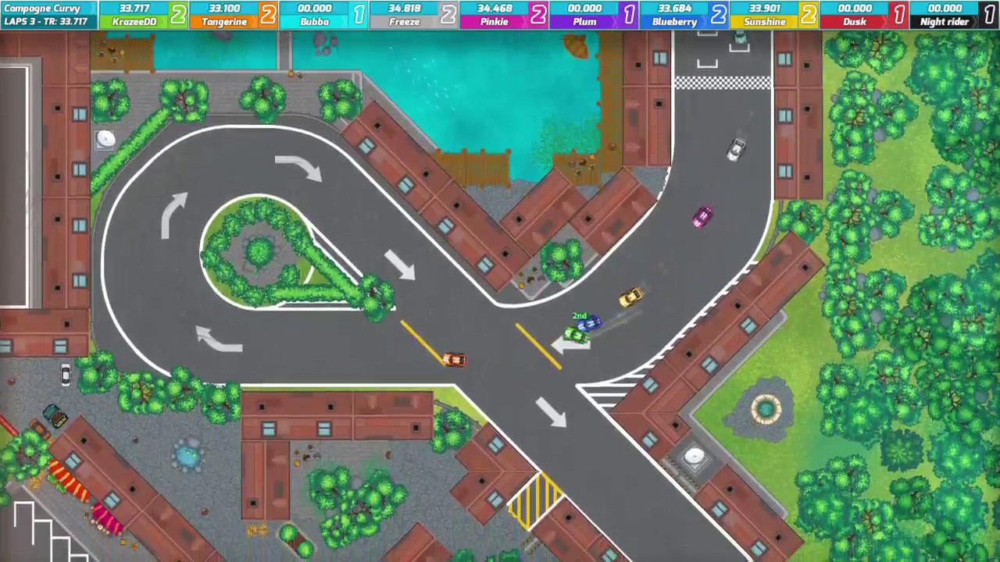 Campagne Curvy
LAPS 3 - TR: 33.717
33.717
KrazeeDD
2
33.100
Tangerine
2
00.000
Bubba
1
34.818
Freeze
2
34.468
Pinkie
2
00.000
Plum
1
33.684
Blueberry
2
33.901
Sunshine
2
00.000
Dusk
1
00.000
Night rider
1
2nd